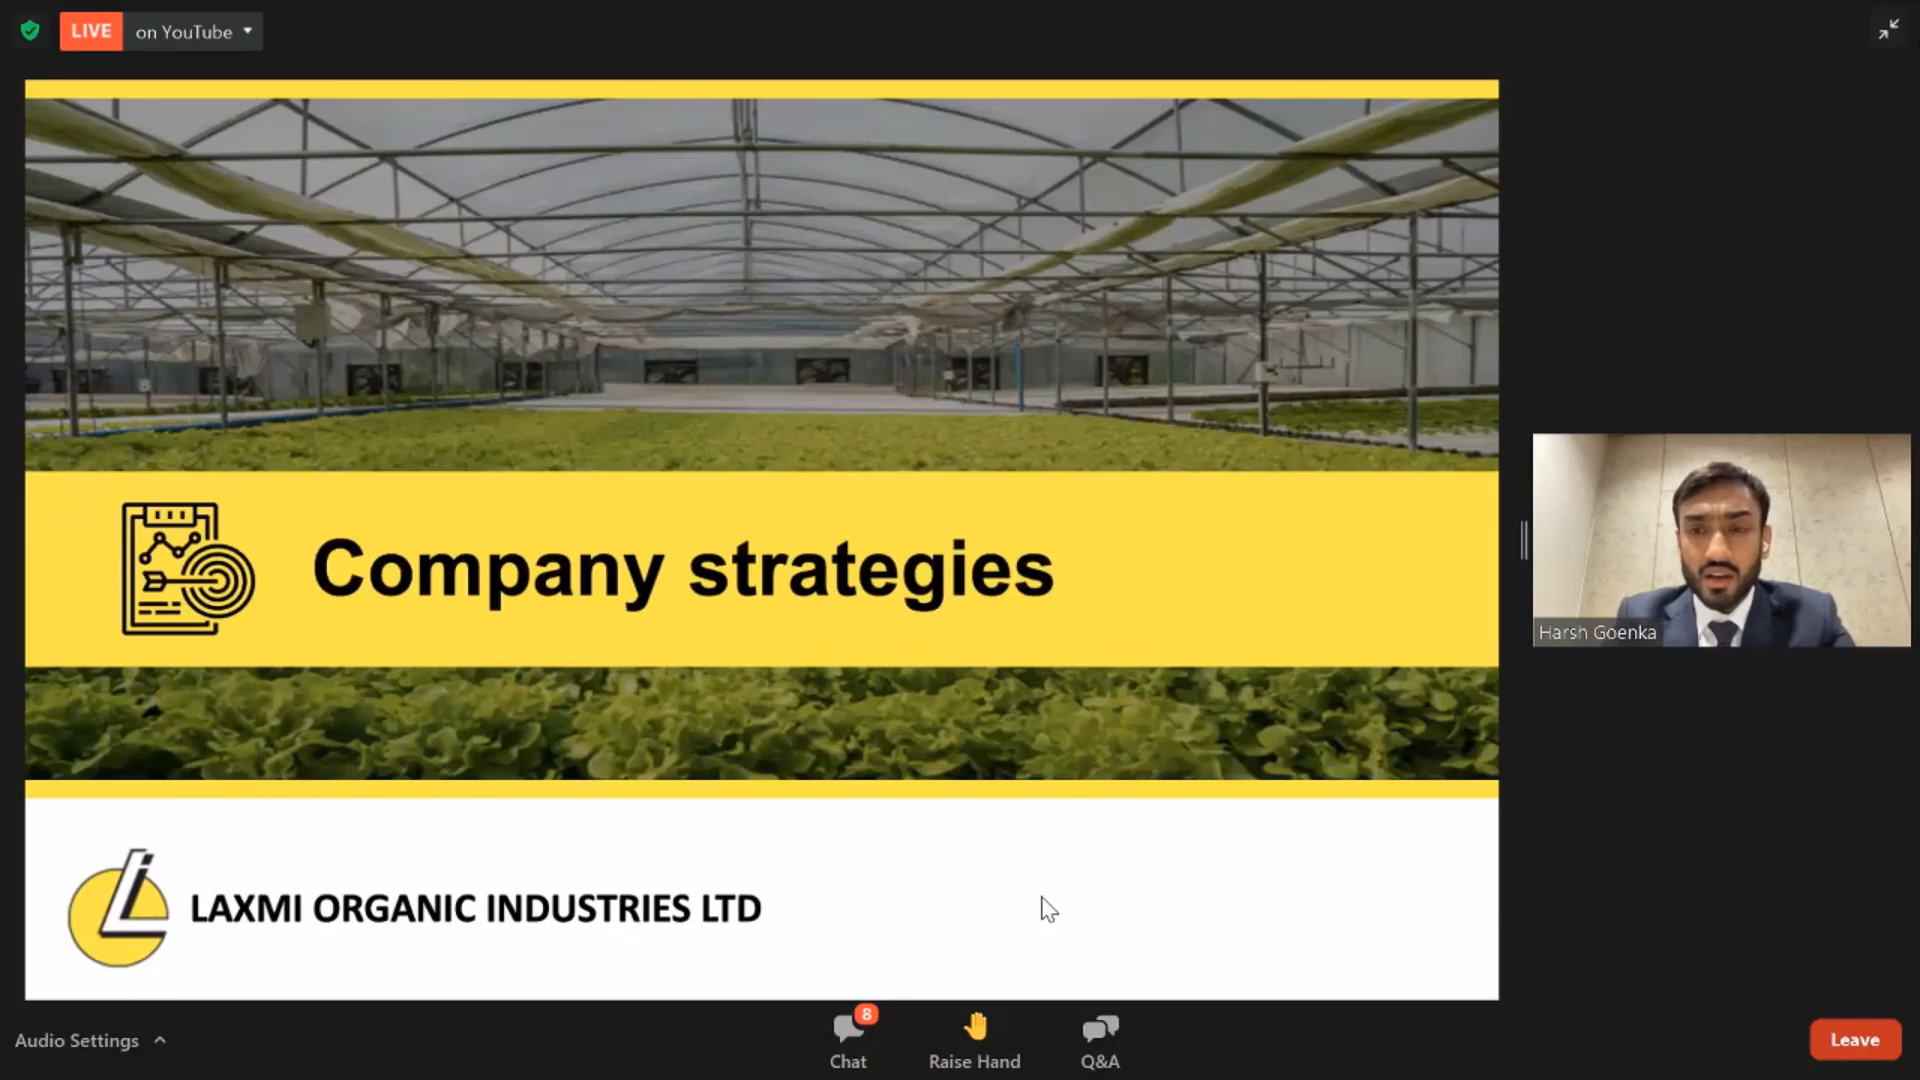 LIVE on YouTube
Company strategies
Harsh Goenka
LAXMI ORGANIC INDUSTRIES LTD
Audio Settings
8
Chat
Raise Hand
Q&A
Leave